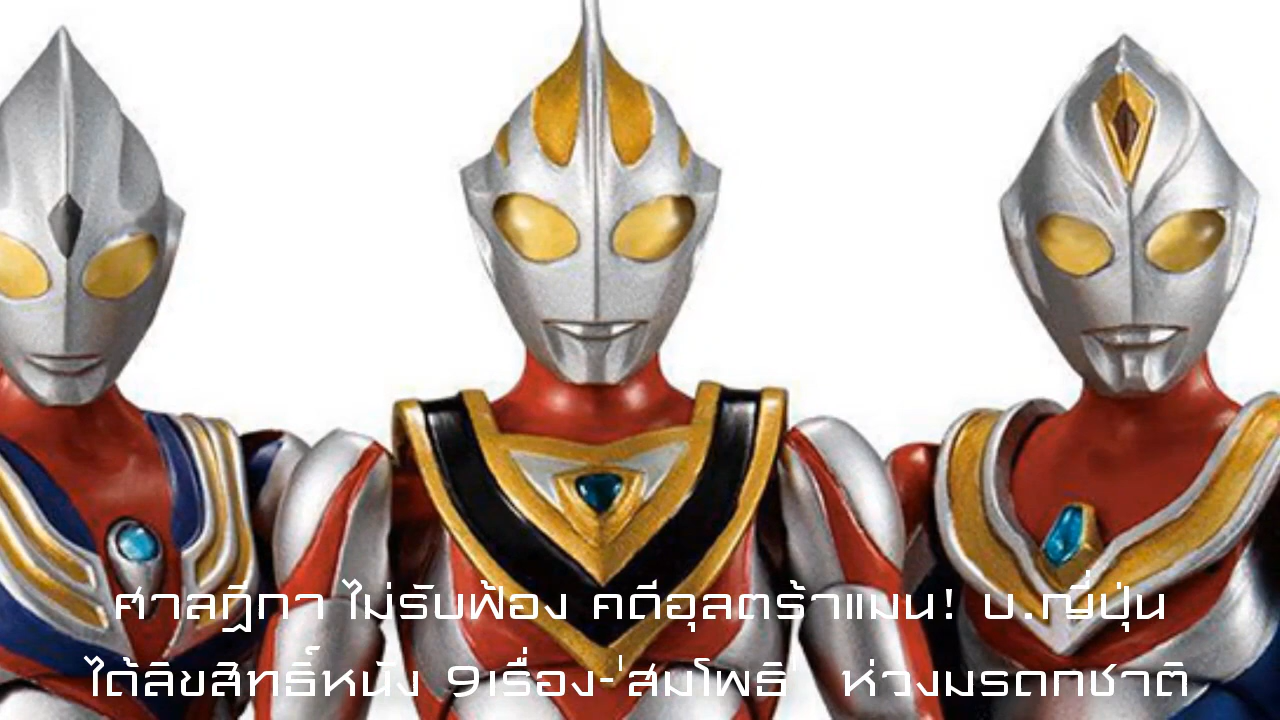 ศาลฎีกา ไม่รับฟ้อง คดีอุลตร้าแมน! บ.ญี่ปุ่น
ได้ลิขสิทธิ์หนัง 9เรื่อง-'สมโพธิ' ห่วงมรดกชาติ